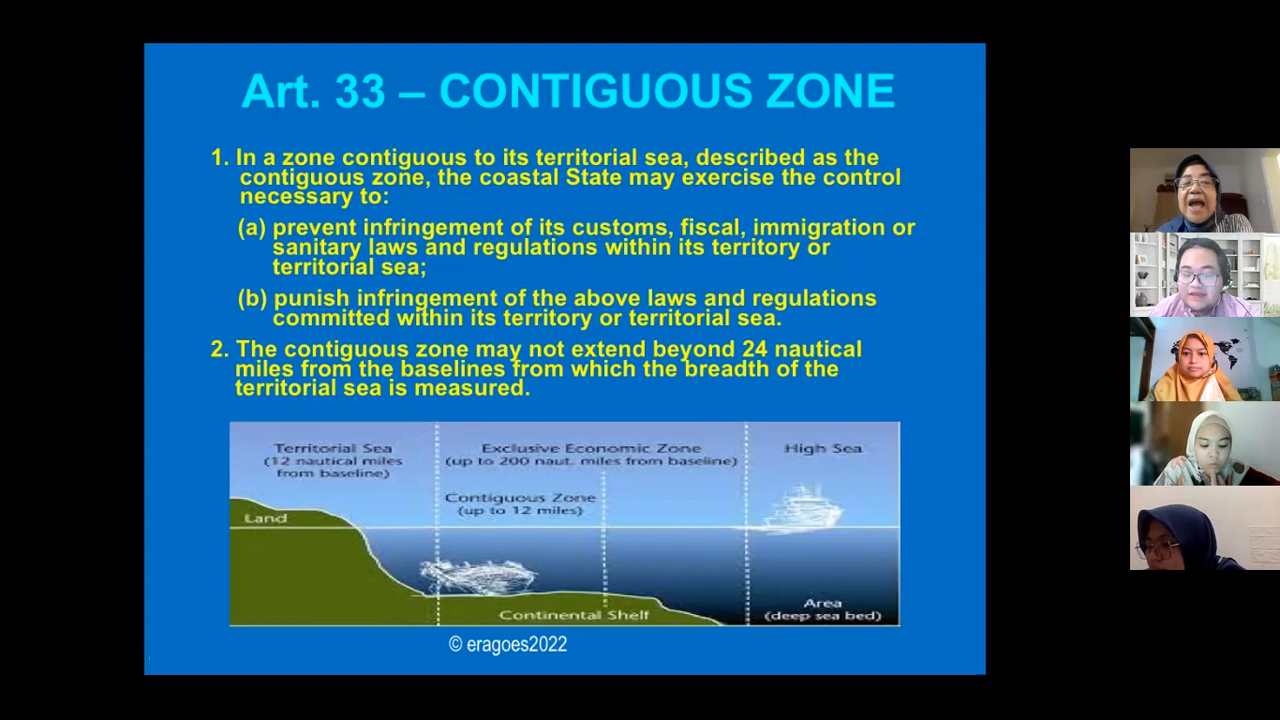 Art. 33 – CONTIGUOUS ZONE
1. In a zone contiguous to its territorial sea, described as the
contiguous zone, the coastal State may exercise the control
necessary to:
(a) prevent infringement of its customs, fiscal, immigration or
sanitary laws and regulations within its territory or
territorial sea;
(b) punish infringement of the above laws and regulations
committed within its territory or territorial sea.
2. The contiguous zone may not extend beyond 24 nautical
miles from the baselines from which the breadth of the
territorial sea is measured.
Territorial Sea
(12 nautical miles
from baseline)
Exclusive Economic Zone
(up to 200 naut. miles from baseline)
High Sea
Contiguous Zone
(up to 12 miles)
Land
Continental Shelf
Area
(deep sea bed)
© eragoes2022